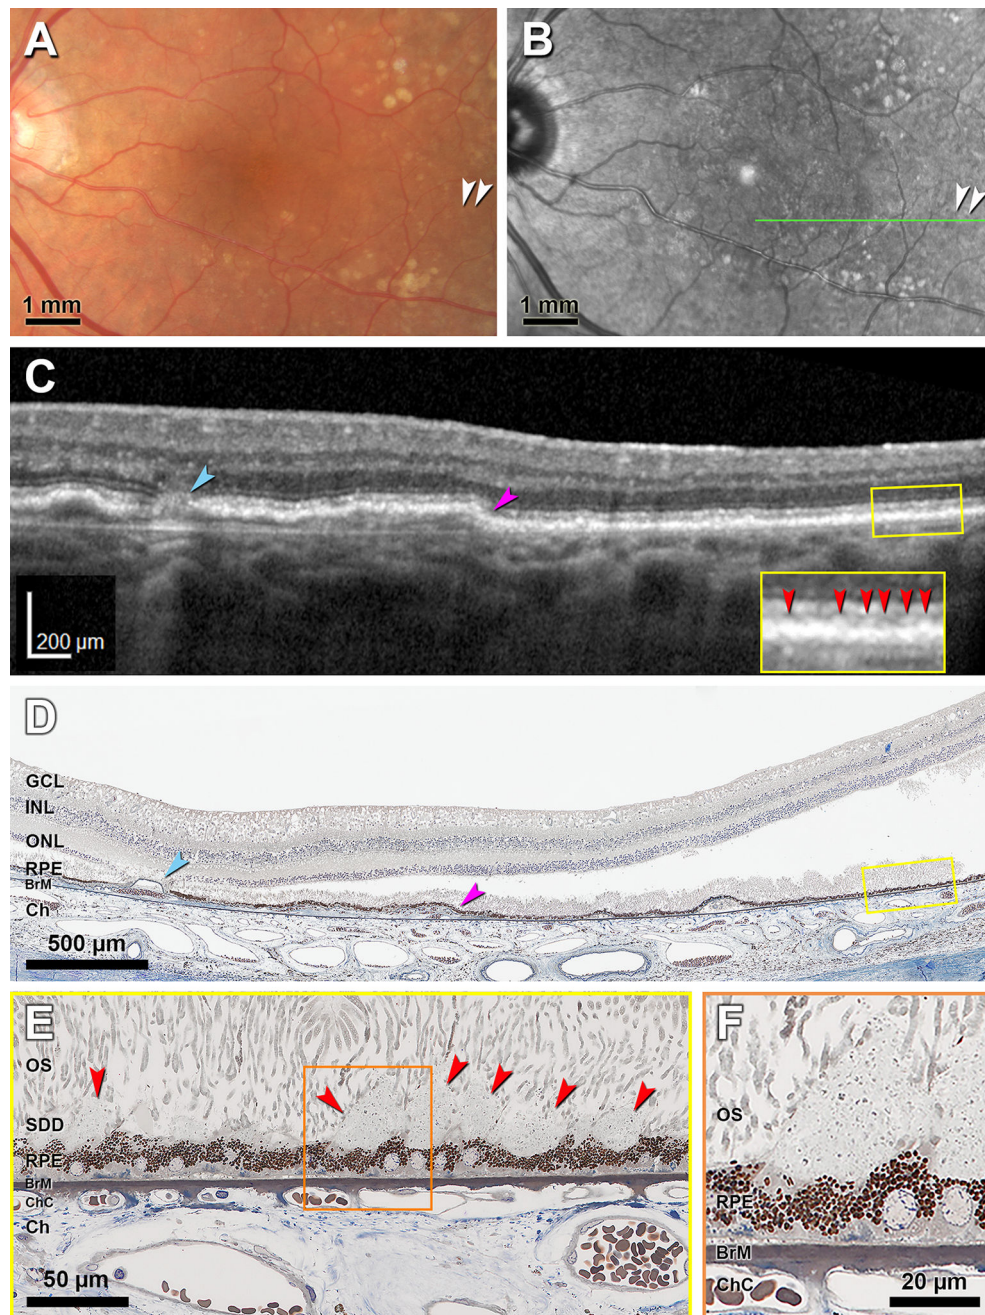 A
1 mm
B
1 mm
C
200 µm
D
GCL
INL
ONL
RPE
BrM
Ch
500 µm
E
OS
SDD
RPE
BrM
ChC
Ch
50 µm
F
OS
RPE
BrM
ChC
20 µm